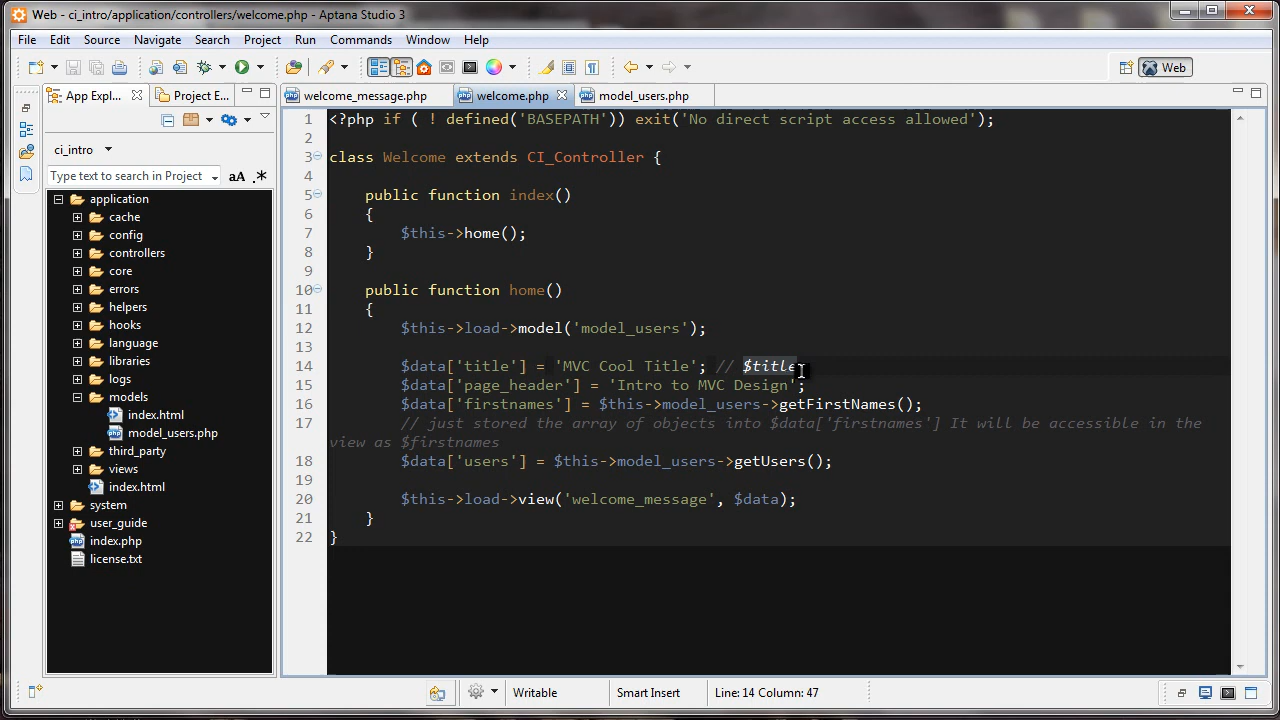 Web - ci_intro/application/controllers/welcome.php - Aptana Studio 3
File Edit Source Navigate Search Project Run Commands Window Help
Web
App Expl...
Project E...
welcome_message.php
welcome.php
model_users.php
ci_intro
Type text to search in Project
aA .*
application
cache
config
controllers
core
errors
helpers
hooks
language
libraries
logs
models
index.html
model_users.php
third_party
views
index.html
system
user_guide
index.php
license.txt
1 <?php if ( ! defined('BASEPATH')) exit('No direct script access allowed');
2
3 class Welcome extends CI_Controller {
4
5 public function index()
6 {
7 $this->home();
8 }
9
10 public function home()
11 {
12 $this->load->model('model_users');
13
14 $data['title'] = 'MVC Cool Title'; // $title
15 $data['page_header'] = 'Intro to MVC Design';
16 $data['firstnames'] = $this->model_users->getFirstNames();
17 // just stored the array of objects into $data['firstnames'] It will be accessible in the
view as $firstnames
18 $data['users'] = $this->model_users->getUsers();
19
20 $this->load->view('welcome_message', $data);
21 }
22 }
Writable Smart Insert Line: 14 Column: 47